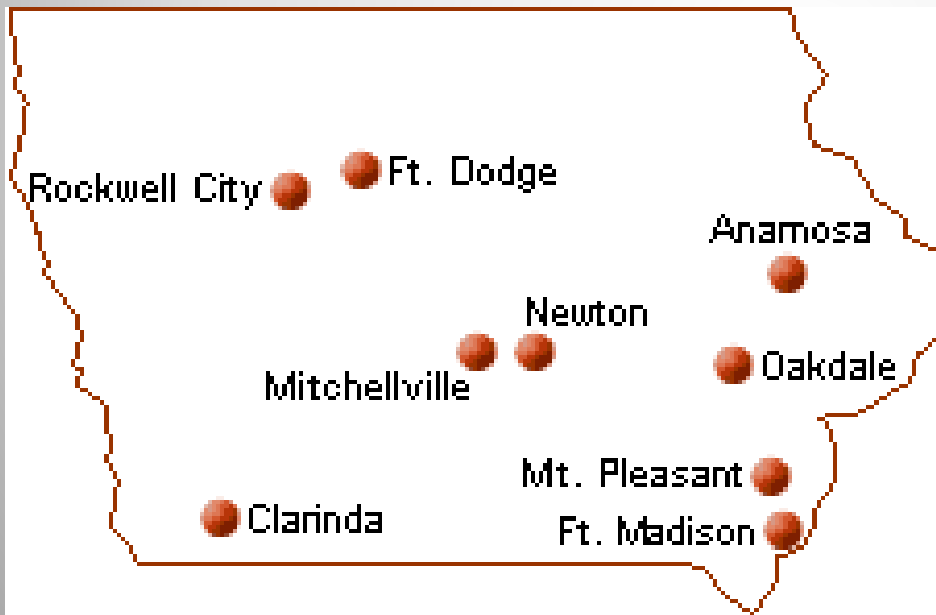 Ft. Dodge
Rockwell City
Anamosa
Newton
Oakdale
Mitchellville
Mt. Pleasant
Clarinda
Ft. Madison